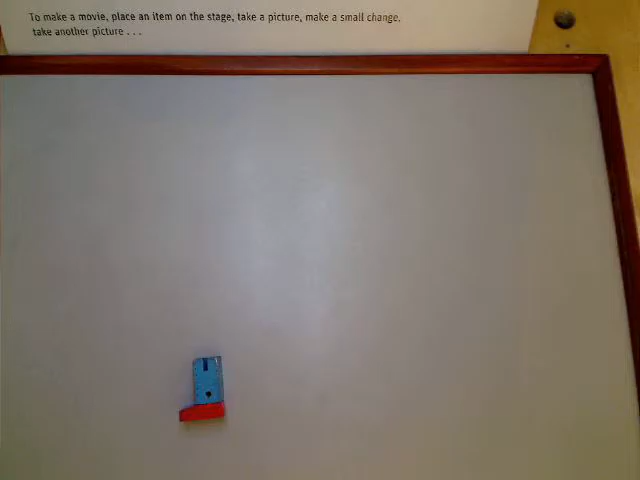 To make a movie, place an item on the stage, take a picture, make a small change,
take another picture . . .